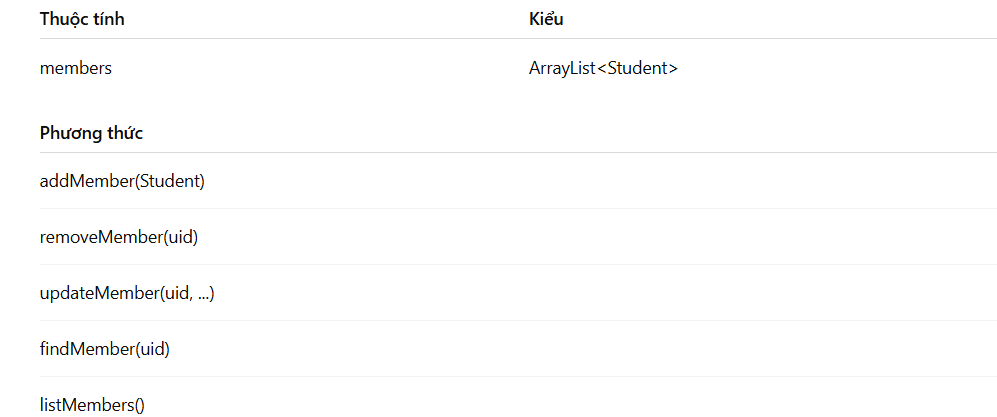 Thuộc tính Kiểu
members ArrayList<Student>
Phương thức
addMember(Student)
removeMember(uid)
updateMember(uid, ...)
findMember(uid)
listMembers()